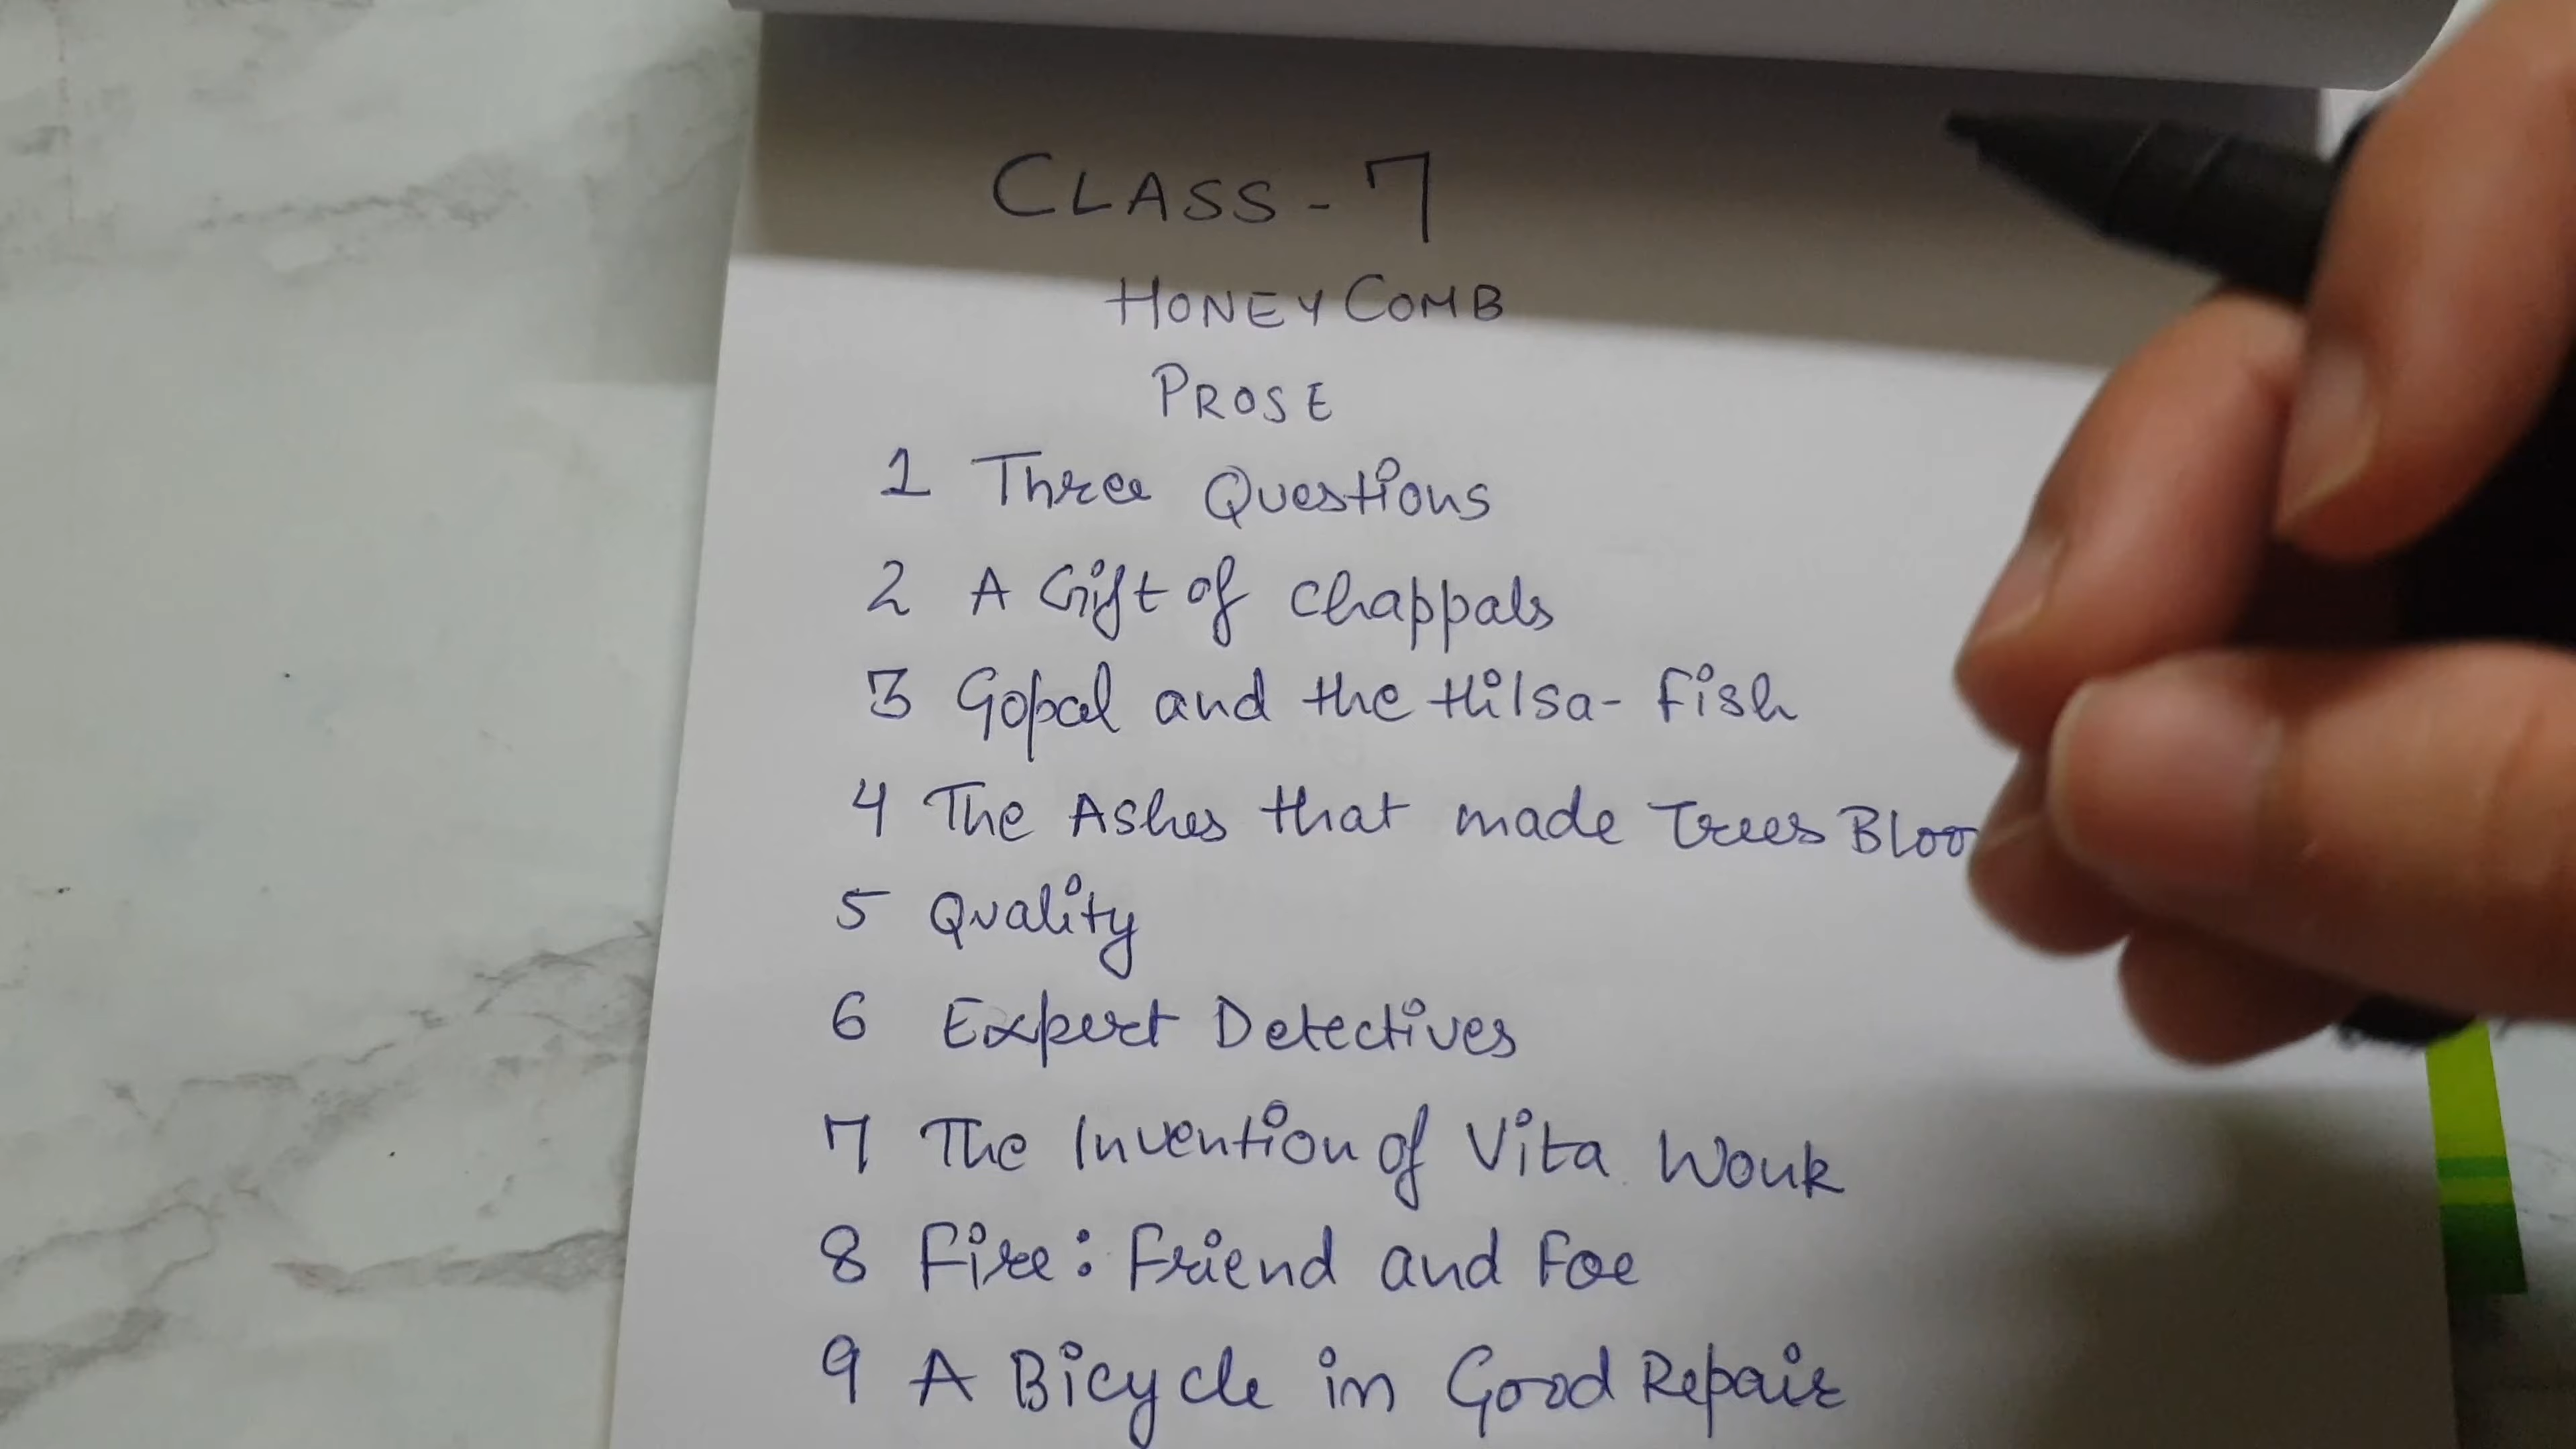 CLASS - 7
HONEYCOMB
PROSE
1 Three Questions
2 A Gift of Chappals
3 Gopal and the Hilsa-Fish
4 The Ashes that made Trees Bloo
5 Quality
6 Expert Detectives
7 The Invention of Vita Wonk
8 Fire: Friend and Foe
9 A Bicycle in Good Repair